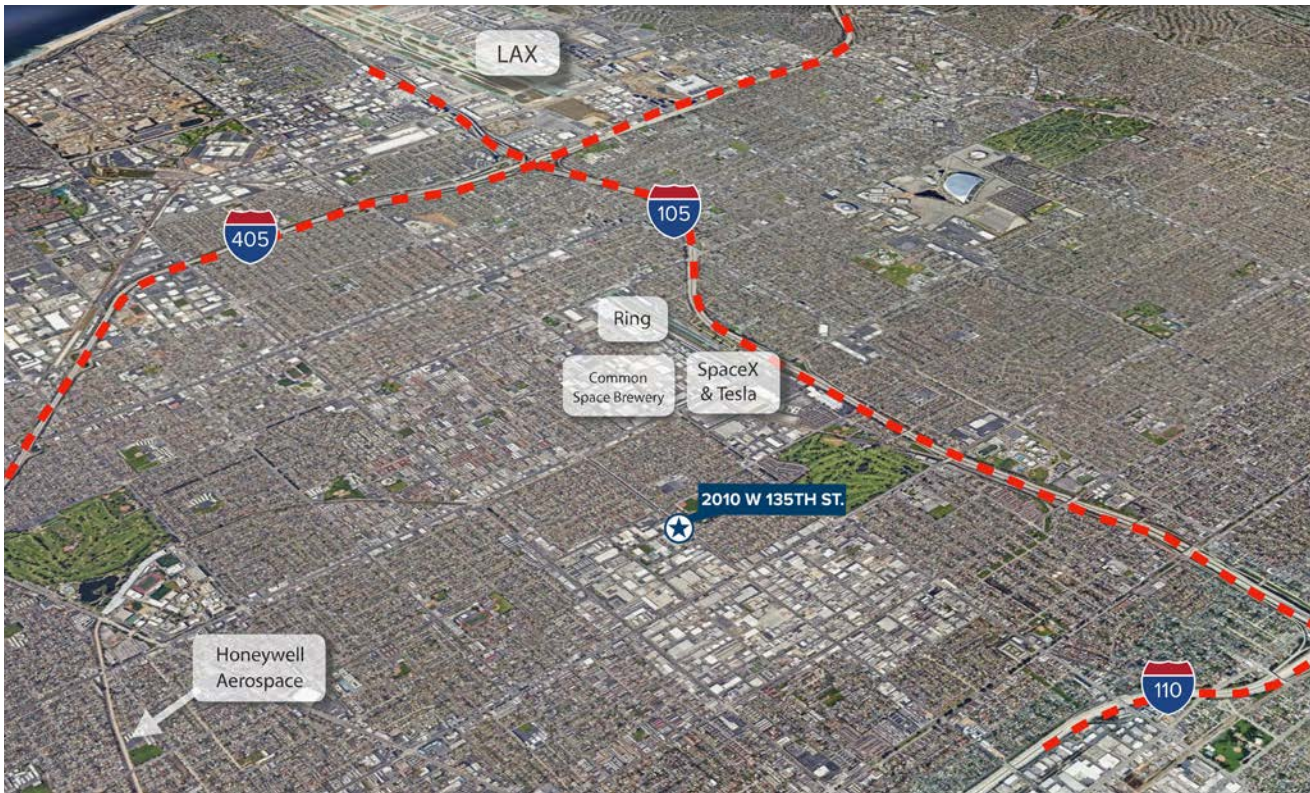 LAX
405
105
Ring
Common
Space Brewery
SpaceX
& Tesla
2010 W 135TH ST.
Honeywell
Aerospace
110